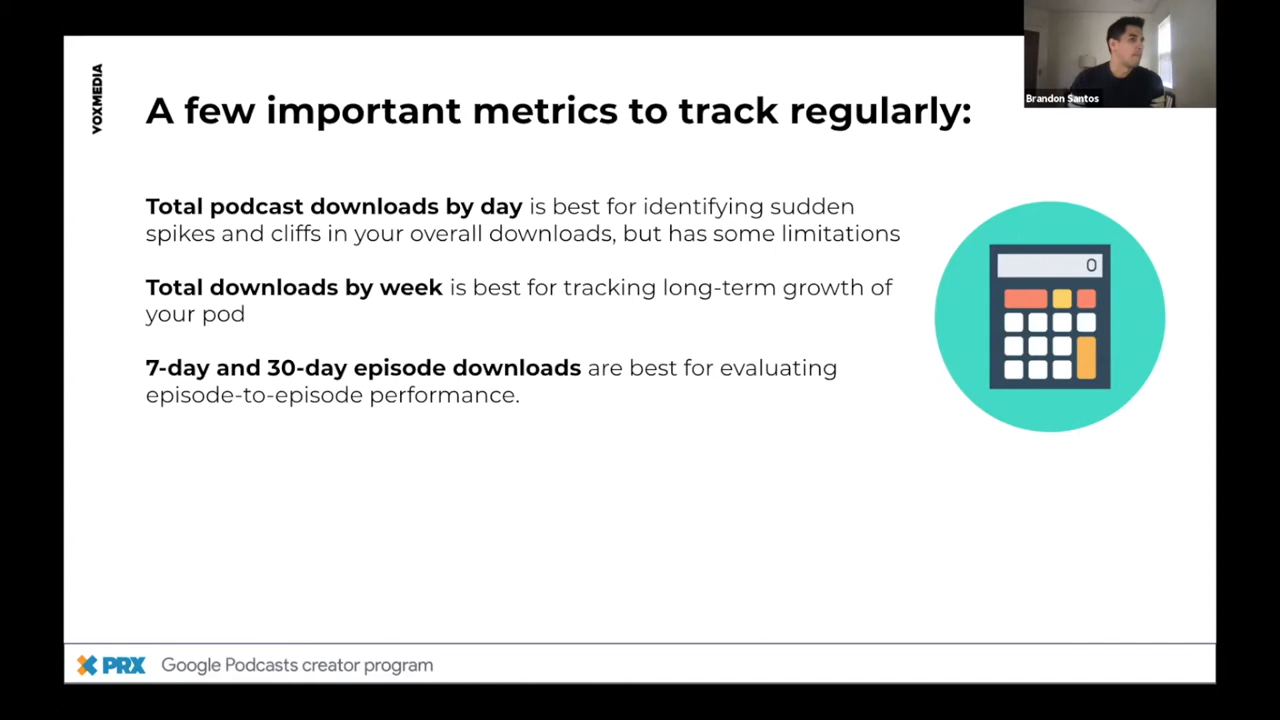 VOXMEDIA
A few important metrics to track regularly:
Brandon Santos
Total podcast downloads by day is best for identifying sudden
spikes and cliffs in your overall downloads, but has some limitations
Total downloads by week is best for tracking long-term growth of
your pod
7-day and 30-day episode downloads are best for evaluating
episode-to-episode performance.
0
PRX Google Podcasts creator program